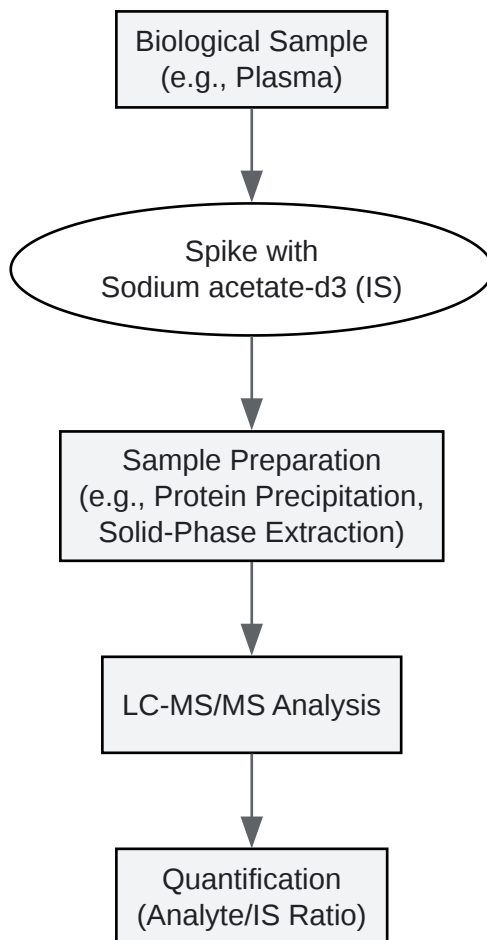 Biological Sample
(e.g., Plasma)
Spike with
Sodium acetate-d3 (IS)
Sample Preparation
(e.g., Protein Precipitation,
Solid-Phase Extraction)
LC-MS/MS Analysis
Quantification
(Analyte/IS Ratio)